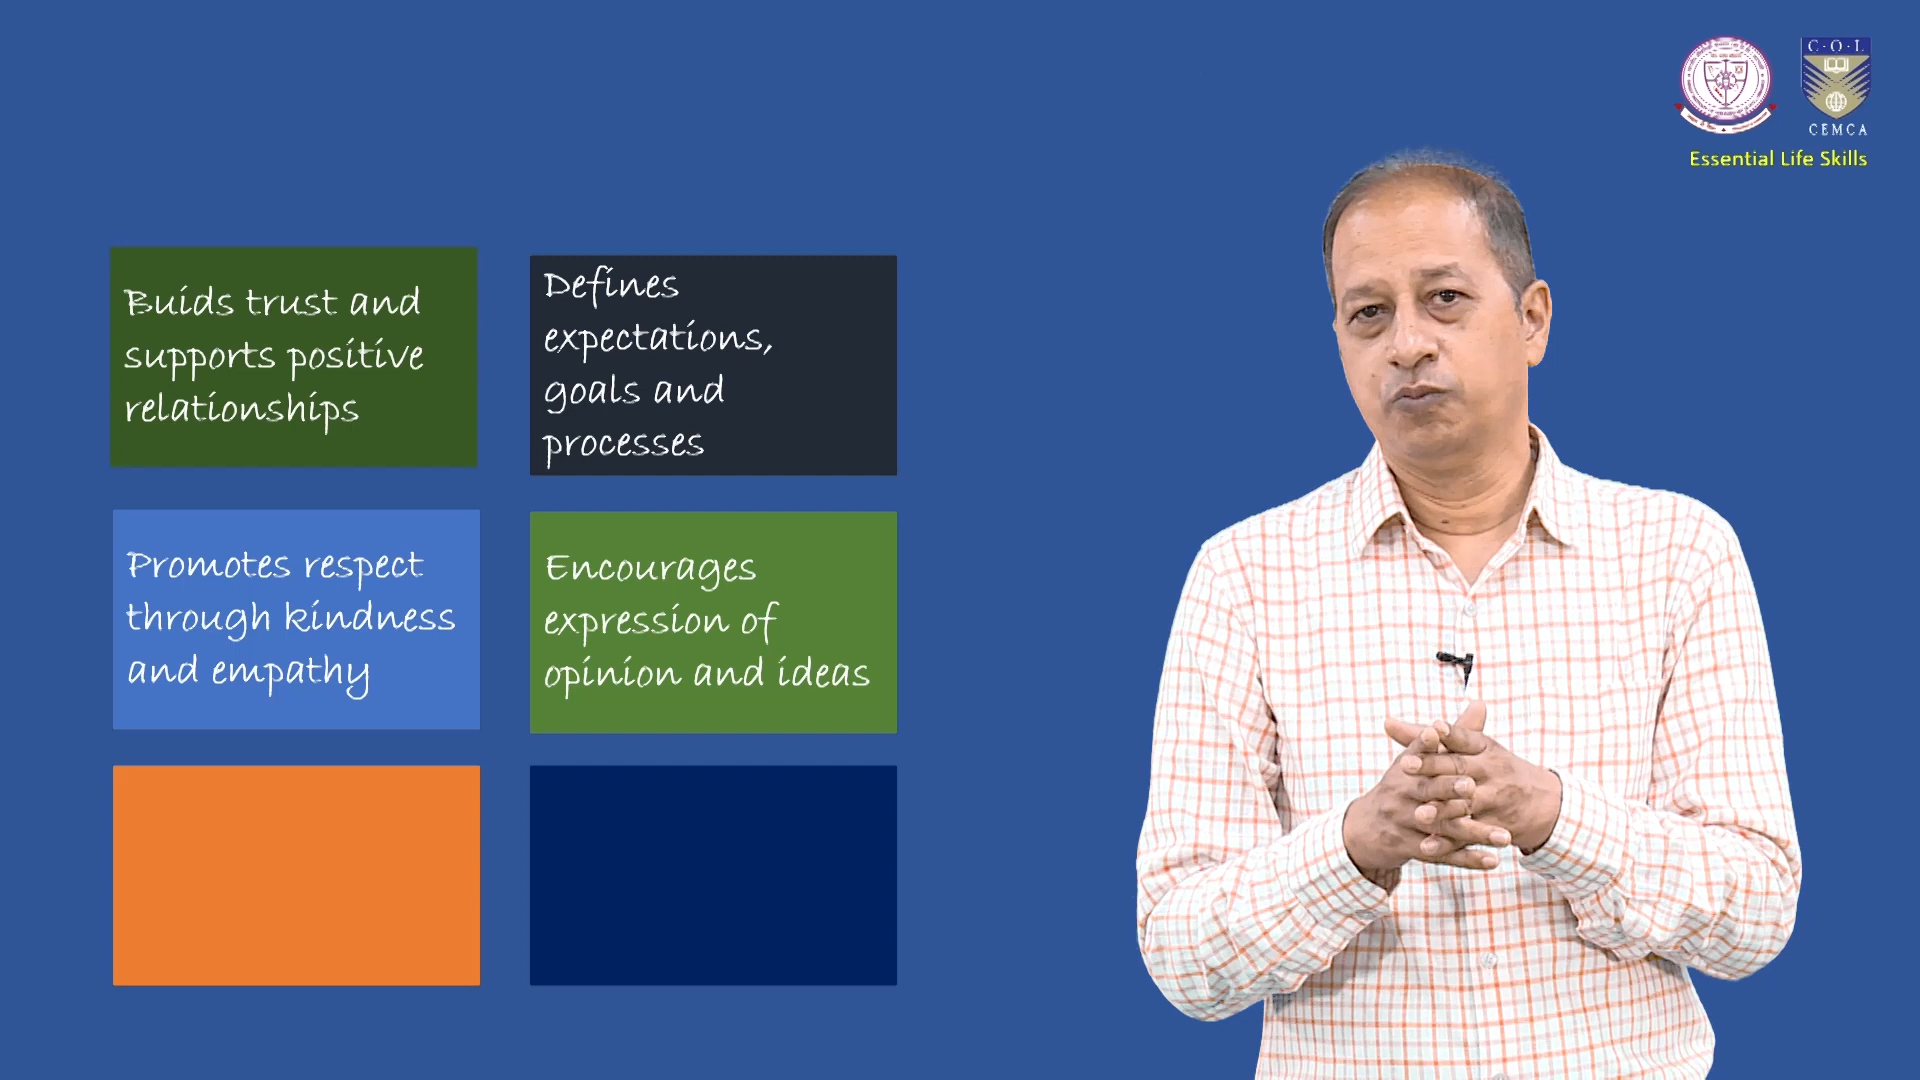 C·O·L
CEMCA
Essential Life Skills
Buids trust and
supports positive
relationships
Defines
expectations,
goals and
processes
Promotes respect
through kindness
and empathy
Encourages
expression of
opinion and ideas